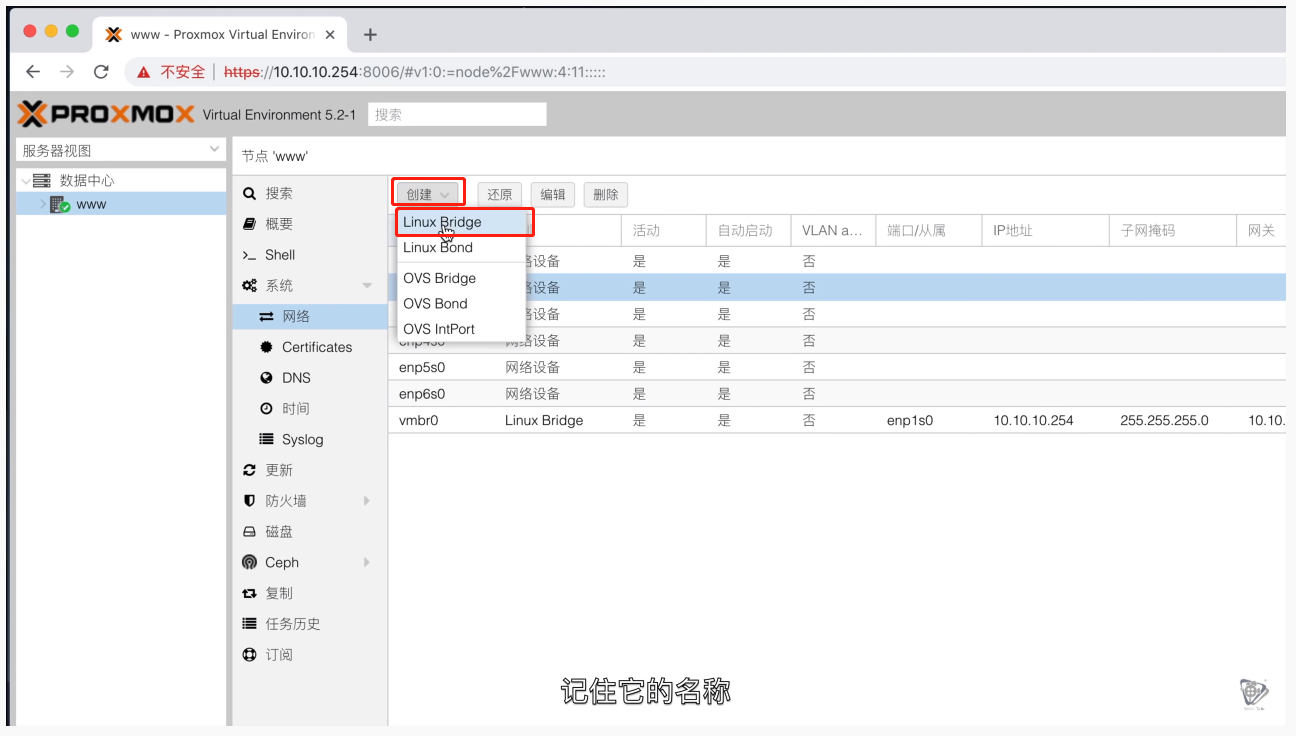 www - Proxmox Virtual Environ
不安全 https://10.10.10.254:8006/#v1:0:=node%2Fwww:4:11:::::
PROXMOX Virtual Environment 5.2-1 搜索
服务器视图
数据中心
www
节点 'www'
搜索
概要
Shell
系统
网络
Certificates
DNS
时间
Syslog
更新
防火墙
磁盘
Ceph
复制
任务历史
订阅
创建 还原 编辑 删除
Linux Bridge
Linux Bond
OVS Bridge
OVS Bond
OVS IntPort
活动 自动启动 VLAN a... 端口/从属 IP地址 子网掩码 网关
络设备 是 是 否
络设备 是 是 否
络设备 是 是 否
enp4s0 网络设备 是 是 否
enp5s0 网络设备 是 是 否
enp6s0 网络设备 是 是 否
vmbr0 Linux Bridge 是 是 否 enp1s0 10.10.10.254 255.255.255.0 10.10.
记住它的名称